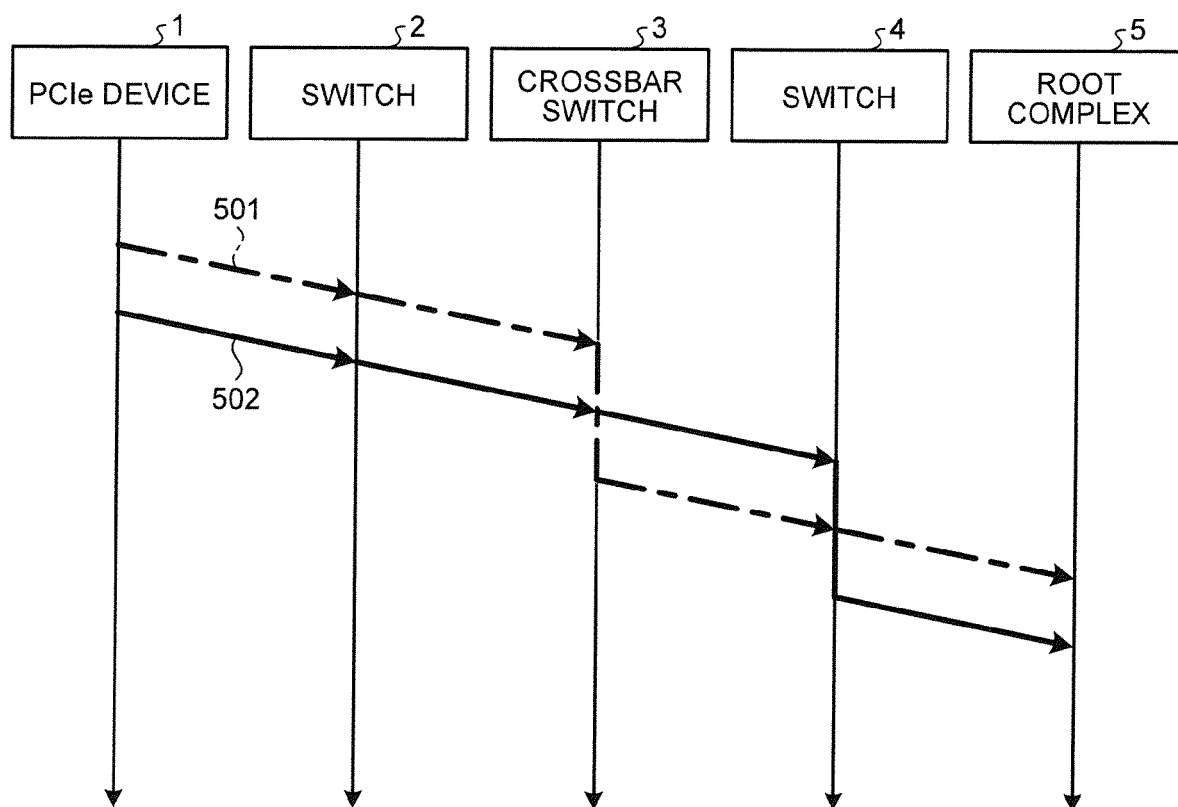 1
2
3
4
5
PCIe DEVICE
SWITCH
CROSSBAR
SWITCH
SWITCH
ROOT
COMPLEX
501
502